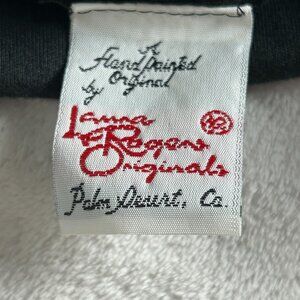 A
Hand Painted
Original
by
Laura
Rogers
Originals
Palm Desert, Ca.